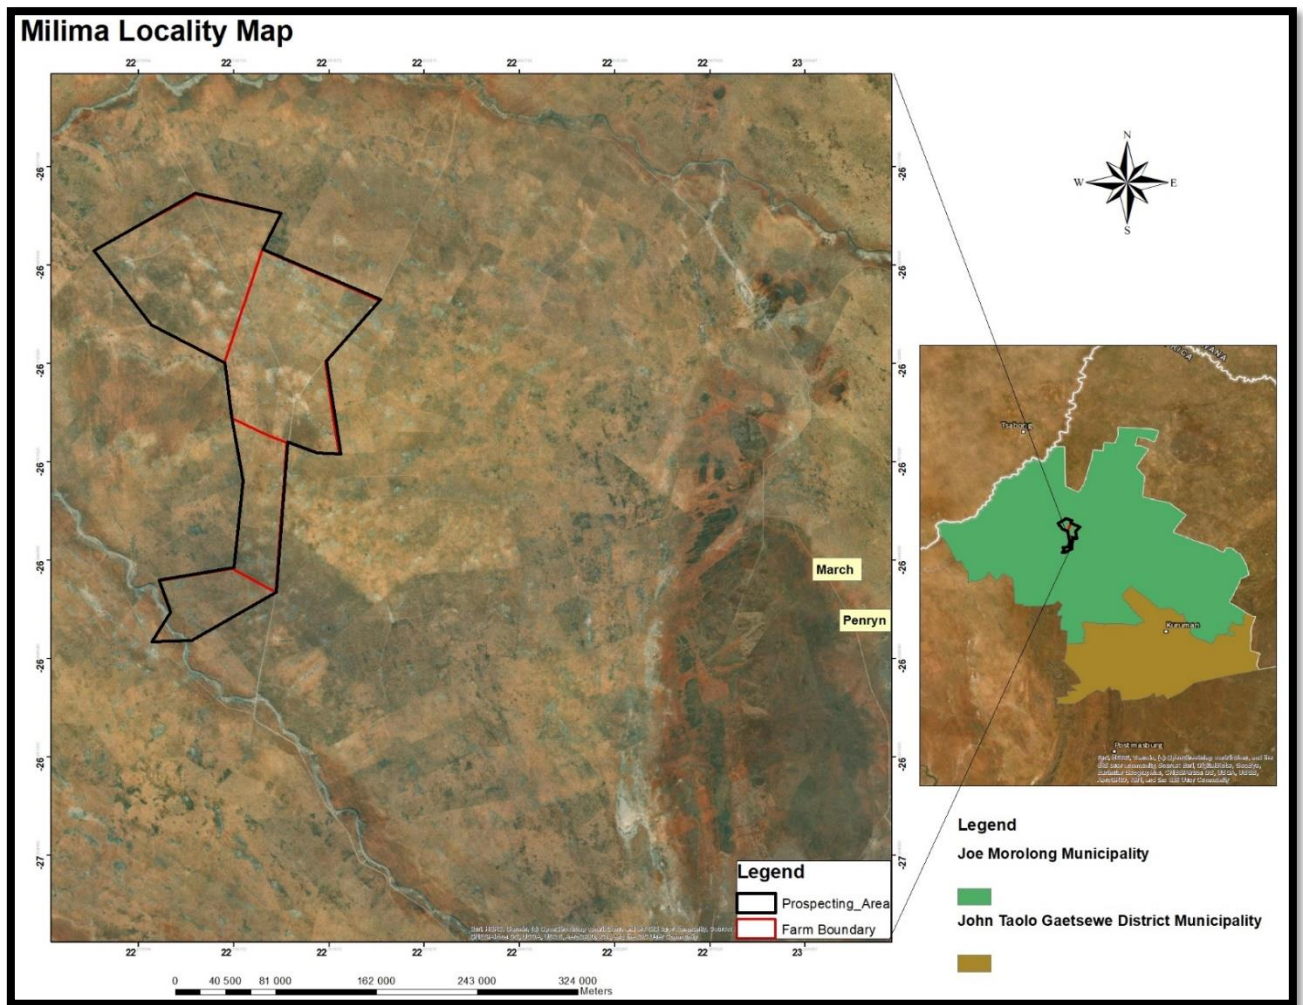 Milima Locality Map
22 22 22 22 22 22 22 23
N
W E
S
-26 -26
-26 -26
-26 -26
-26 -26
-26 -26
-26 -26
-26 -26
-27 -27
March
Penryn
Tsabong
Kuruman
Postmasburg
Legend
Prospecting_Area
Farm Boundary
22 22 22 22 22 22 22 23
0 40 500 81 000 162 000 243 000 324 000
Meters
Legend
Joe Morolong Municipality
John Taolo Gaetsewe District Municipality